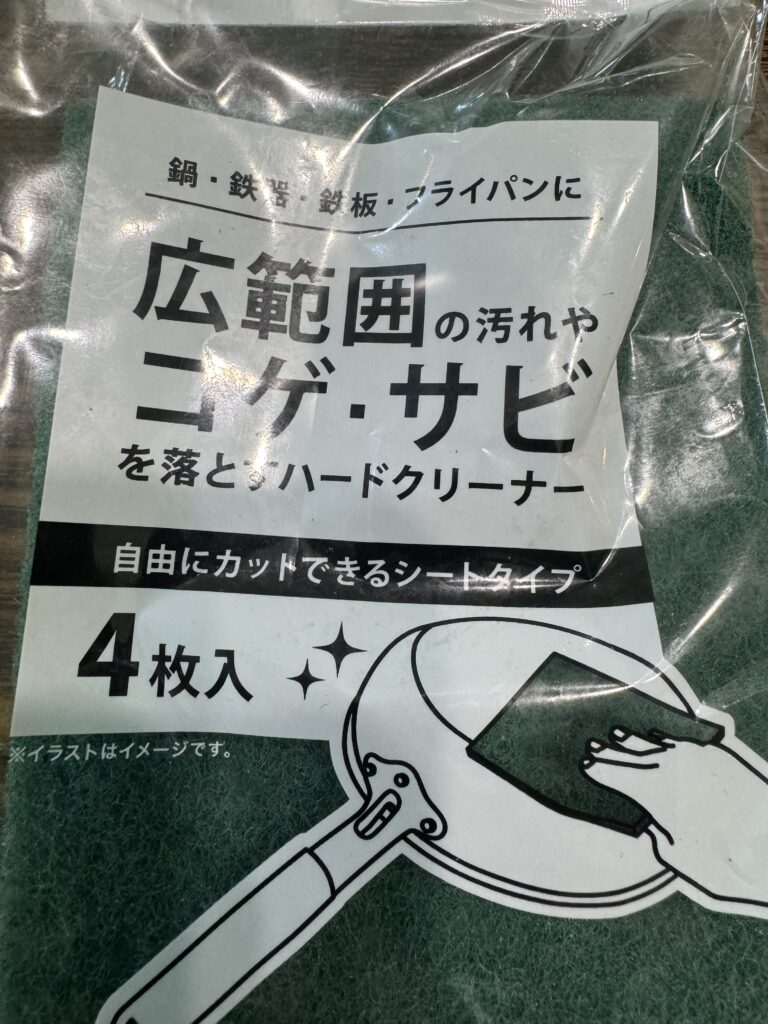 鍋・鉄器・鉄板・フライパンに
広範囲の汚れや
コゲ・サビ
を落とすハードクリーナー
自由にカットできるシートタイプ
4枚入
※イラストはイメージです。